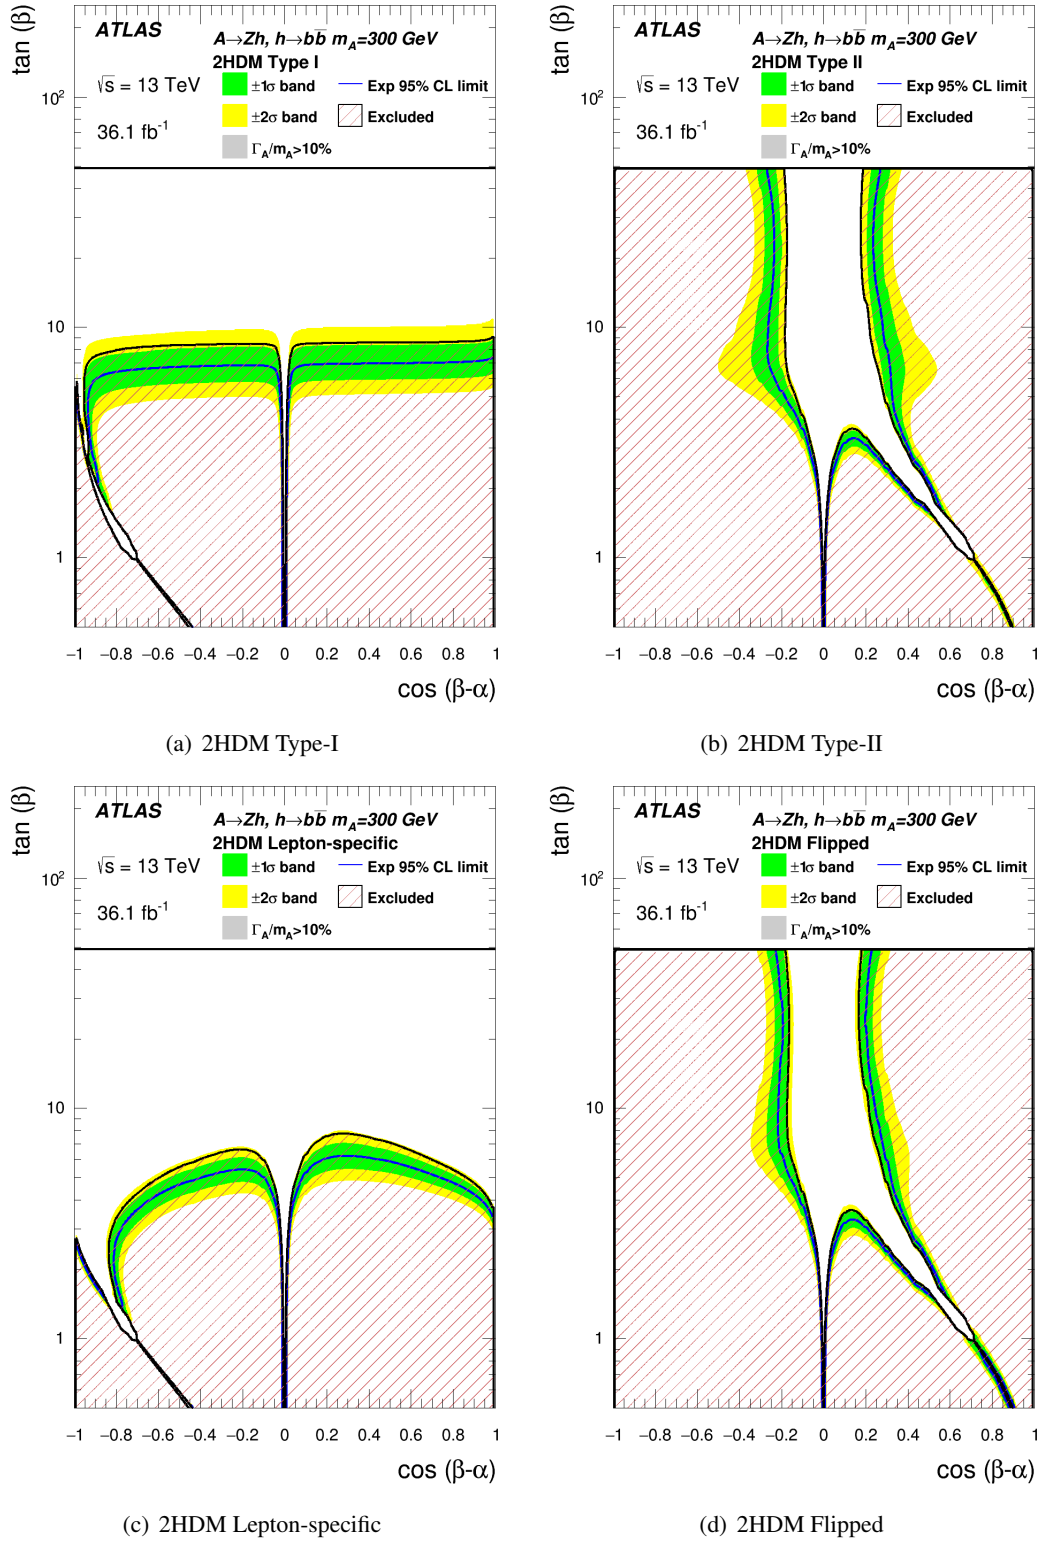 ATLAS
A→Zh, h→bb̅ m_A=300 GeV
2HDM Type I
√s = 13 TeV
±1σ band
Exp 95% CL limit
36.1 fb⁻¹
±2σ band
Excluded
Γ_A/m_A>10%
tan (β)
10²
10
1
−1 −0.8 −0.6 −0.4 −0.2 0 0.2 0.4 0.6 0.8 1
cos (β-α)
(a) 2HDM Type-I
ATLAS
A→Zh, h→bb̅ m_A=300 GeV
2HDM Type II
√s = 13 TeV
±1σ band
Exp 95% CL limit
36.1 fb⁻¹
±2σ band
Excluded
Γ_A/m_A>10%
tan (β)
10²
10
1
−1 −0.8 −0.6 −0.4 −0.2 0 0.2 0.4 0.6 0.8 1
cos (β-α)
(b) 2HDM Type-II
ATLAS
A→Zh, h→bb̅ m_A=300 GeV
2HDM Lepton-specific
√s = 13 TeV
±1σ band
Exp 95% CL limit
36.1 fb⁻¹
±2σ band
Excluded
Γ_A/m_A>10%
tan (β)
10²
10
1
−1 −0.8 −0.6 −0.4 −0.2 0 0.2 0.4 0.6 0.8 1
cos (β-α)
(c) 2HDM Lepton-specific
ATLAS
A→Zh, h→bb̅ m_A=300 GeV
2HDM Flipped
√s = 13 TeV
±1σ band
Exp 95% CL limit
36.1 fb⁻¹
±2σ band
Excluded
Γ_A/m_A>10%
tan (β)
10²
10
1
−1 −0.8 −0.6 −0.4 −0.2 0 0.2 0.4 0.6 0.8 1
cos (β-α)
(d) 2HDM Flipped